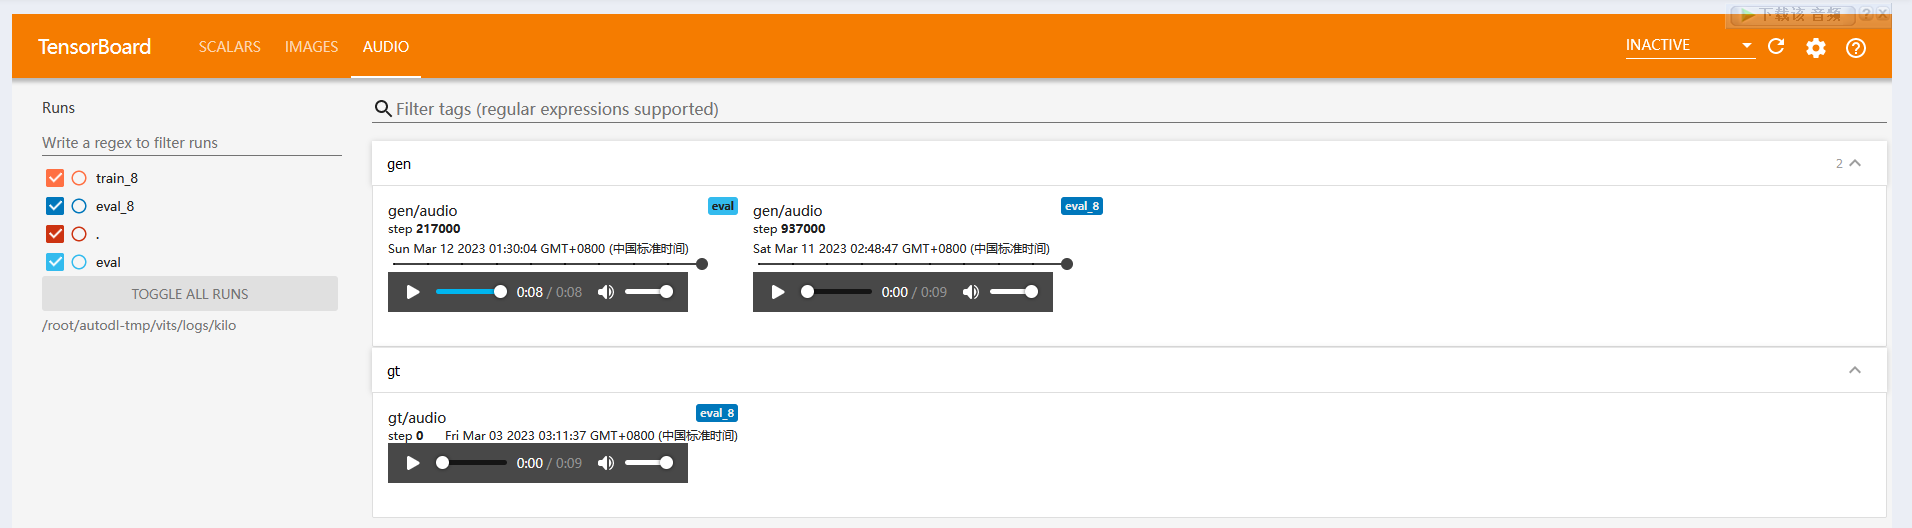 下载该 音频
TensorBoard SCALARS IMAGES AUDIO INACTIVE
Runs
Write a regex to filter runs
train_8
eval_8
.
eval
TOGGLE ALL RUNS
/root/autodl-tmp/vits/logs/kilo
Filter tags (regular expressions supported)
gen 2
gen/audio eval
step 217000
Sun Mar 12 2023 01:30:04 GMT+0800 (中国标准时间)
0:08 / 0:08
gen/audio eval_8
step 937000
Sat Mar 11 2023 02:48:47 GMT+0800 (中国标准时间)
0:00 / 0:09
gt
gt/audio eval_8
step 0 Fri Mar 03 2023 03:11:37 GMT+0800 (中国标准时间)
0:00 / 0:09